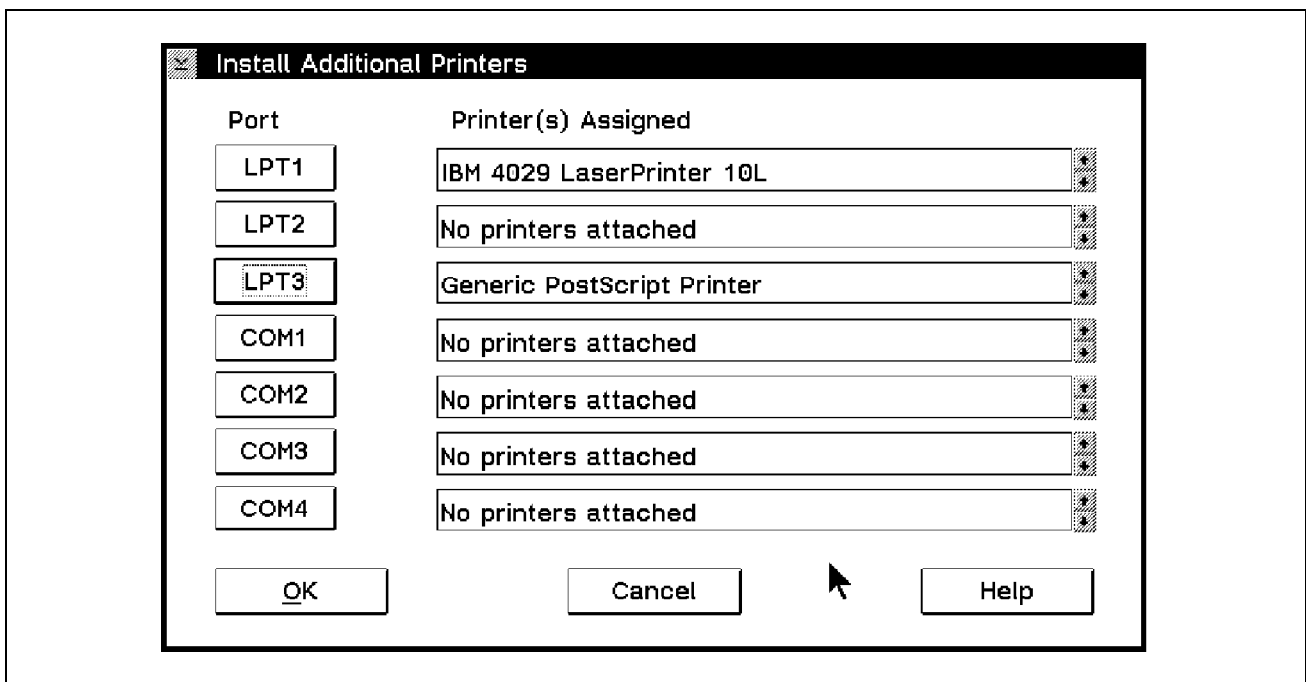 Install Additional Printers
Port Printer(s) Assigned
LPT1 IBM 4029 LaserPrinter 10L
LPT2 No printers attached
LPT3 Generic PostScript Printer
COM1 No printers attached
COM2 No printers attached
COM3 No printers attached
COM4 No printers attached
OK Cancel Help